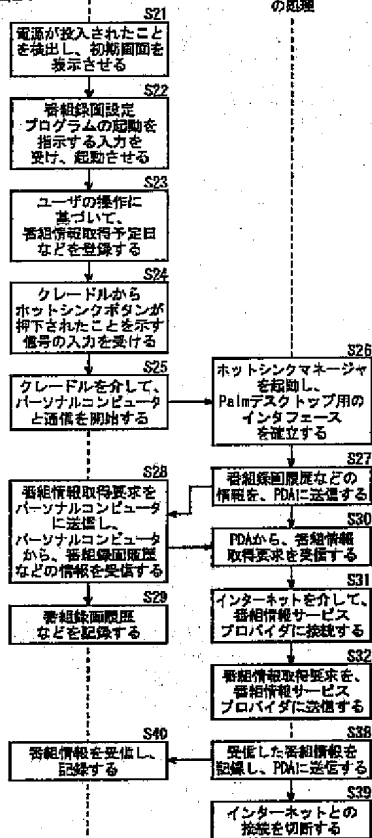 の処理
S21
電源が投入されたこと
を検出し、初期画面を
表示させる
S22
番組録画設定
プログラムの起動を
指示する入力を
受け、起動させる
S23
ユーザの操作に
基づいて、
番組情報取得予定日
などを登録する
S24
クレードルから
ホットシンクボタンが
押下されたことを示す
信号の入力を受ける
S25
クレードルを介して、
パーソナルコンピュータ
と通信を開始する
S26
ホットシンクマネージャ
を起動し、
Palmデスクトップ用の
インタフェース
を確立する
S27
番組録画履歴などの
情報を、PDAに送信する
S28
番組情報取得要求を
パーソナルコンピュータ
に送信し、
パーソナルコンピュータ
から、番組録画履歴
などの情報を受信する
S29
番組録画履歴
などを記録する
S30
PDAから、番組情報
取得要求を受信する
S31
インターネットを介して、
番組情報サービス
プロバイダに接続する
S32
番組情報取得要求を、
番組情報サービス
プロバイダに送信する
S38
受信した番組情報を
記録し、PDAに送信する
S40
番組情報を受信し、
記録する
S39
インターネットとの
接続を切断する